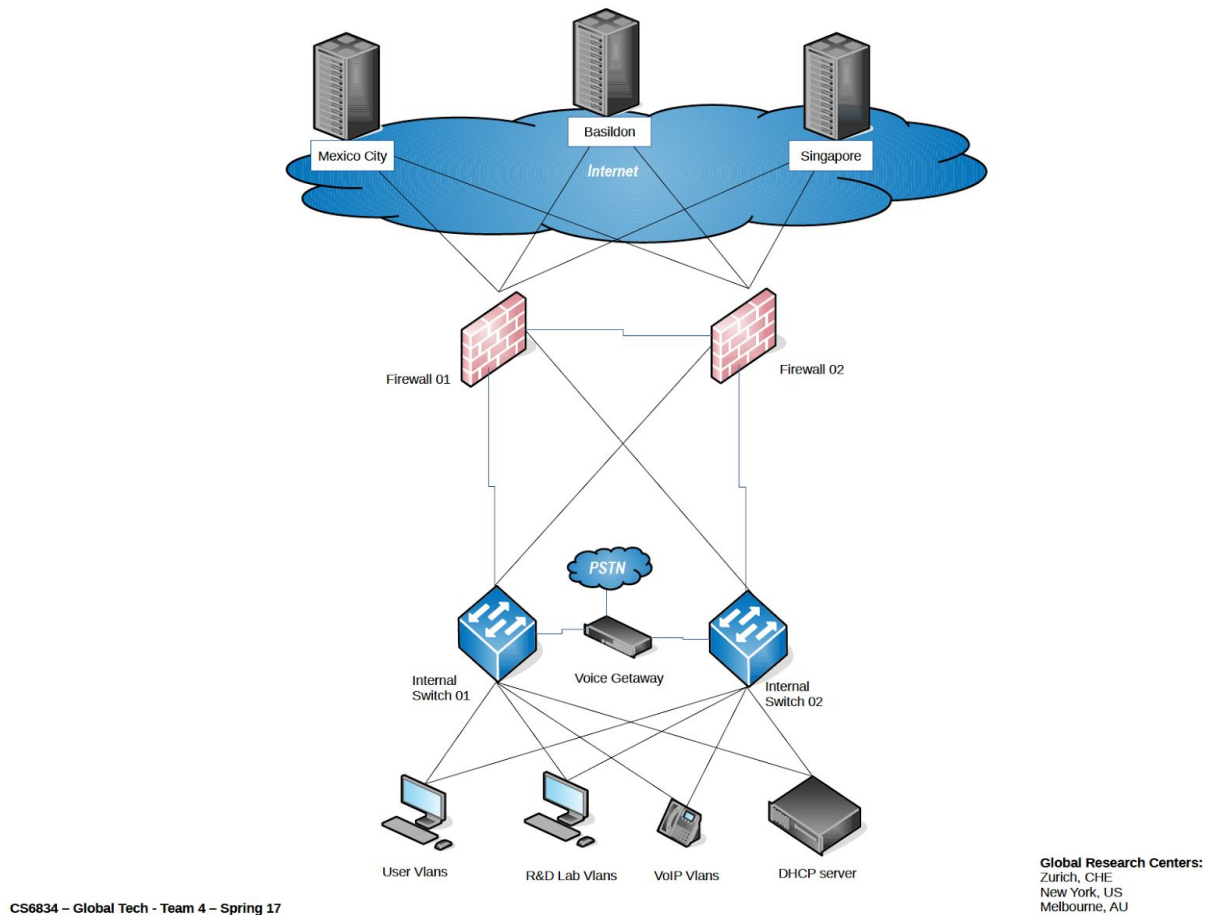 Mexico City
Basildon
Singapore
Internet
Firewall 01
Firewall 02
PSTN
Voice Getaway
Internal
Switch 01
Internal
Switch 02
User Vlans
R&D Lab Vlans
VoIP Vlans
DHCP server
Global Research Centers:
Zurich, CHE
New York, US
Melbourne, AU
CS6834 – Global Tech - Team 4 – Spring 17